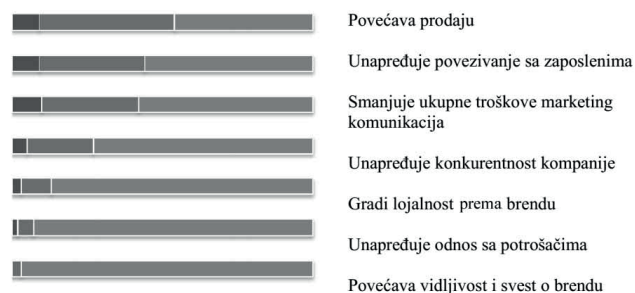 Povećava prodaju
Unapređuje povezivanje sa zaposlenima
Smanjuje ukupne troškove marketing
komunikacija
Unapređuje konkurentnost kompanije
Gradi lojalnost prema brendu
Unapređuje odnos sa potrošačima
Povećava vidljivost i svest o brendu